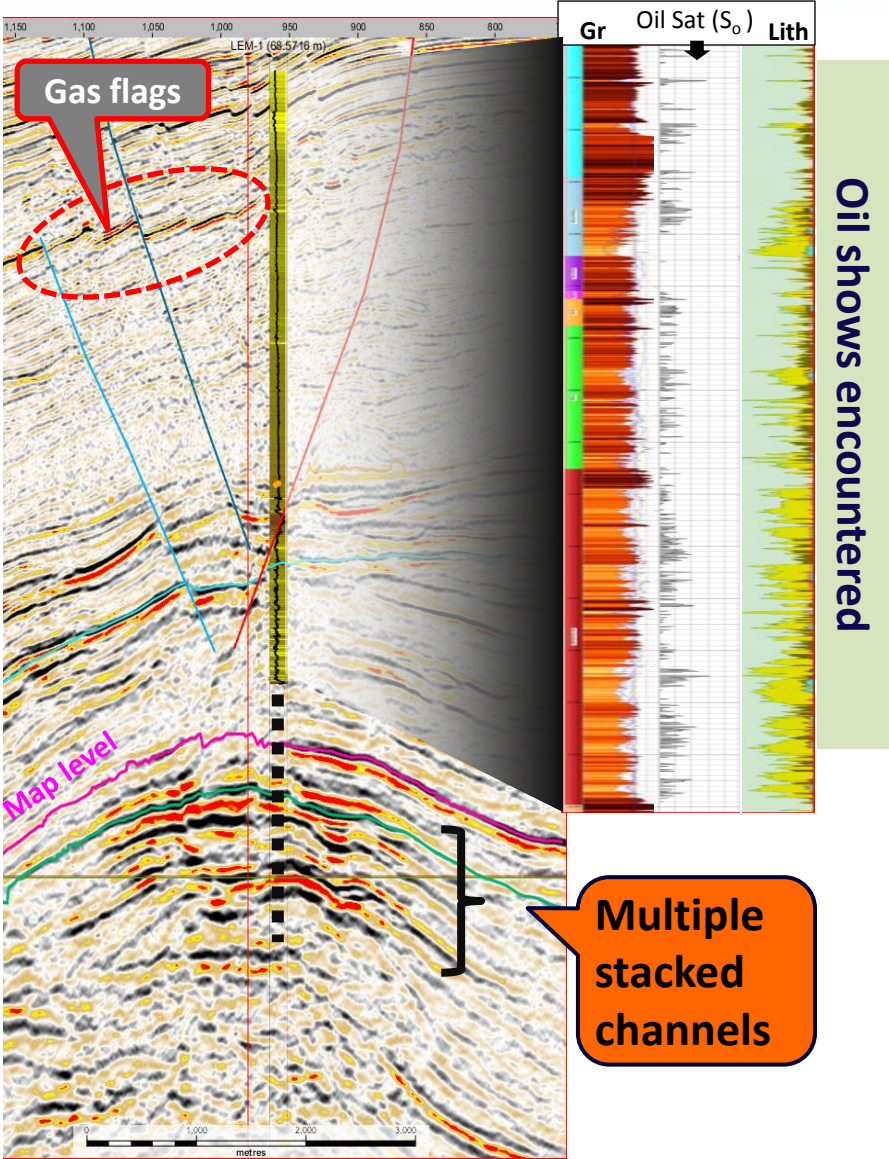 1,150 1,100 1,050 1,000 950 900 850 800
LEM-1 (68.5716 m)
Gas flags
Gr Oil Sat (So) Lith
Oil shows encountered
Map level
Multiple
stacked
channels
0 1,000 2,000 3,000
metres